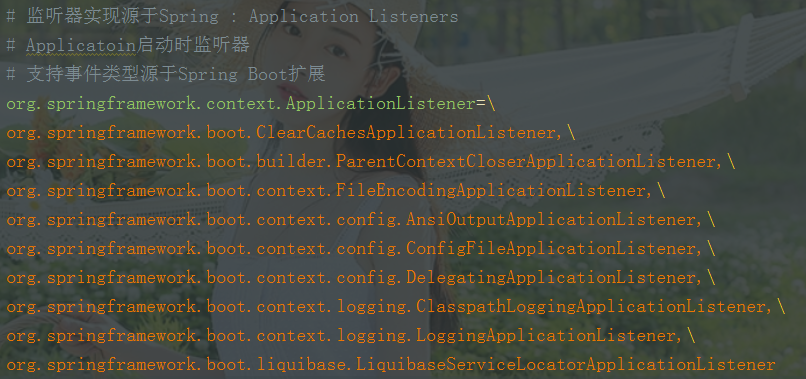 # 监听器实现源于Spring : Application Listeners
# Applicatoin启动时监听器
# 支持事件类型源于Spring Boot扩展
org.springframework.context.ApplicationListener=\
org.springframework.boot.ClearCachesApplicationListener,\
org.springframework.boot.builder.ParentContextCloserApplicationListener,\
org.springframework.boot.context.FileEncodingApplicationListener,\
org.springframework.boot.context.config.AnsiOutputApplicationListener,\
org.springframework.boot.context.config.ConfigFileApplicationListener,\
org.springframework.boot.context.config.DelegatingApplicationListener,\
org.springframework.boot.context.logging.ClasspathLoggingApplicationListener,\
org.springframework.boot.context.logging.LoggingApplicationListener,\
org.springframework.boot.liquibase.LiquibaseServiceLocatorApplicationListener